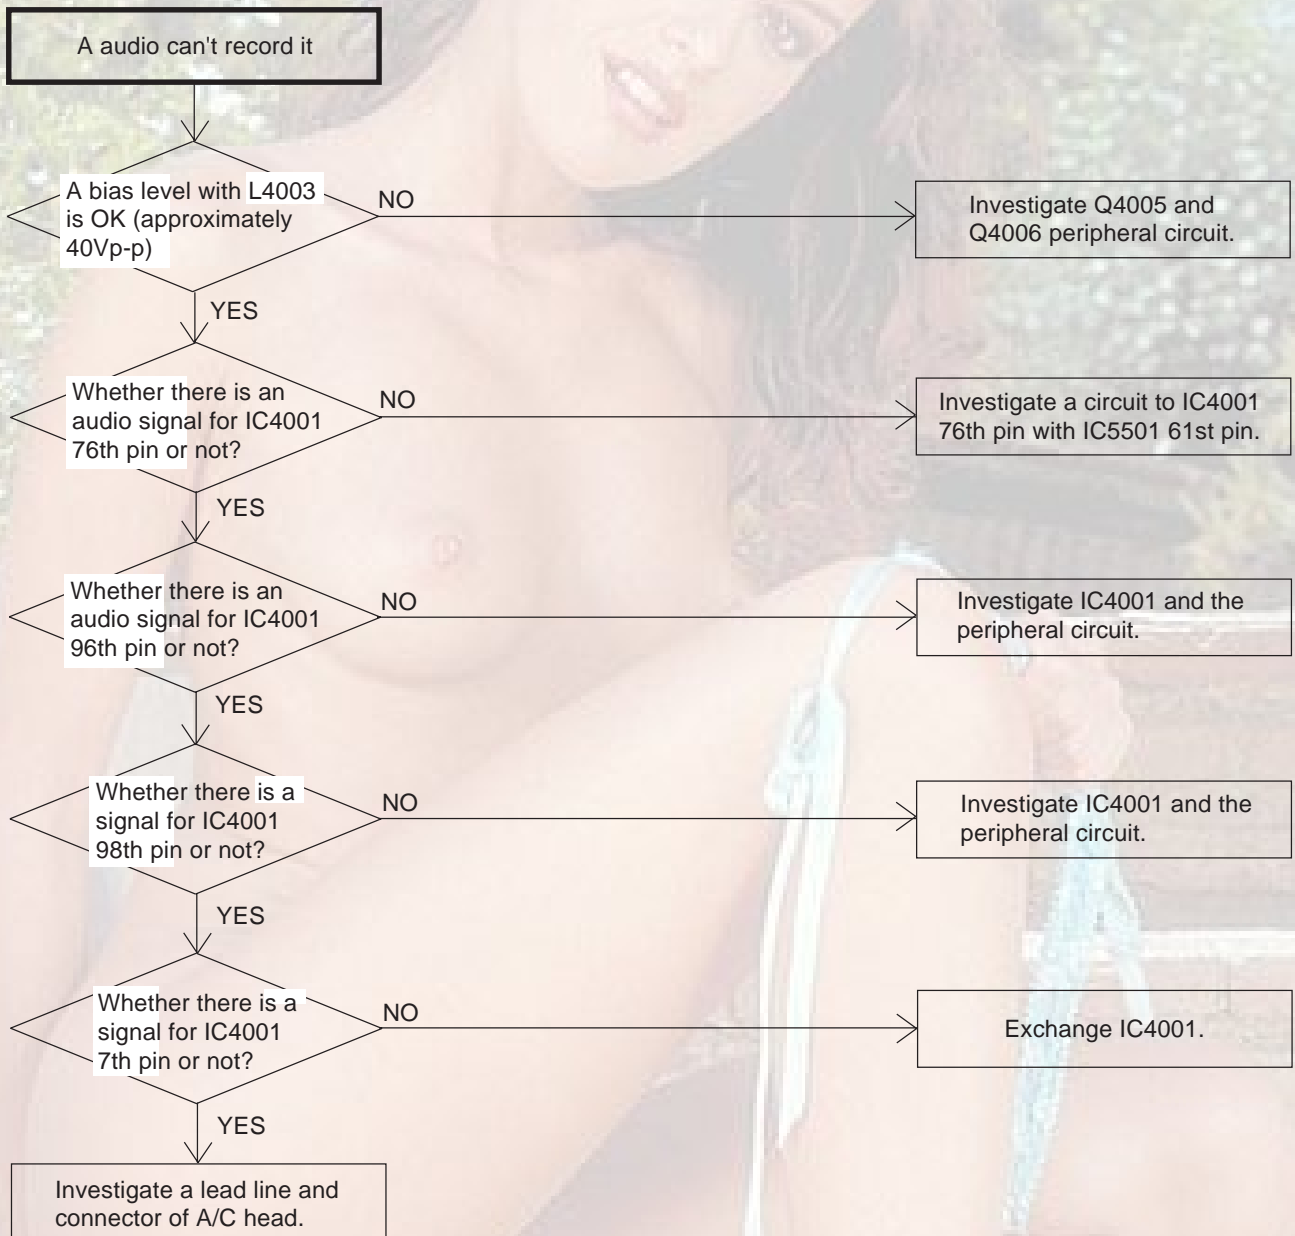 A audio can't record it
A bias level with L4003
is OK (approximately
40Vp-p)
NO
Investigate Q4005 and
Q4006 peripheral circuit.
YES
Whether there is an
audio signal for IC4001
76th pin or not?
NO
Investigate a circuit to IC4001
76th pin with IC5501 61st pin.
YES
Whether there is an
audio signal for IC4001
96th pin or not?
NO
Investigate IC4001 and the
peripheral circuit.
YES
Whether there is a
signal for IC4001
98th pin or not?
NO
Investigate IC4001 and the
peripheral circuit.
YES
Whether there is a
signal for IC4001
7th pin or not?
NO
Exchange IC4001.
YES
Investigate a lead line and
connector of A/C head.